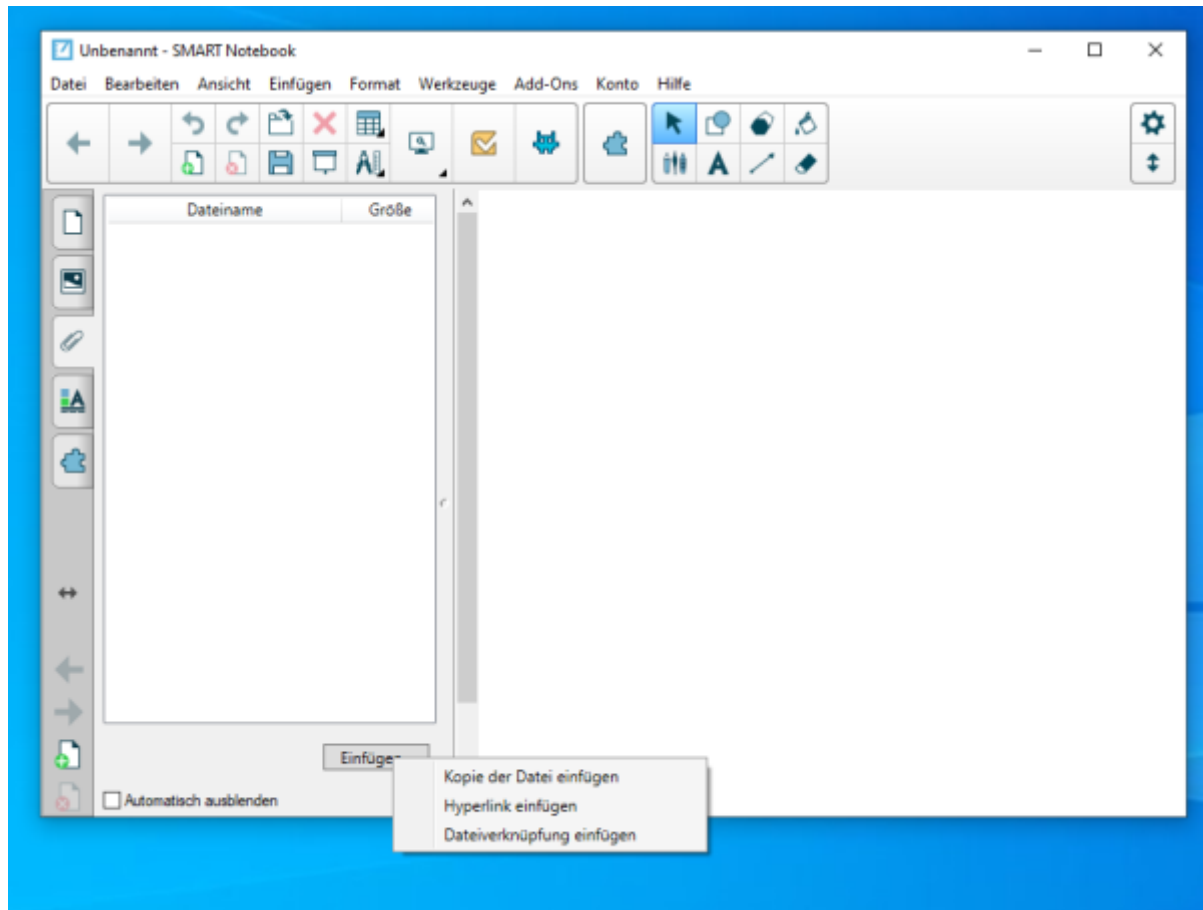 Unbenannt - SMART Notebook
Datei Bearbeiten Ansicht Einfügen Format Werkzeuge Add-Ons Konto Hilfe
Dateiname Größe
Einfügen
Kopie der Datei einfügen
Hyperlink einfügen
Dateiverknüpfung einfügen
Automatisch ausblenden